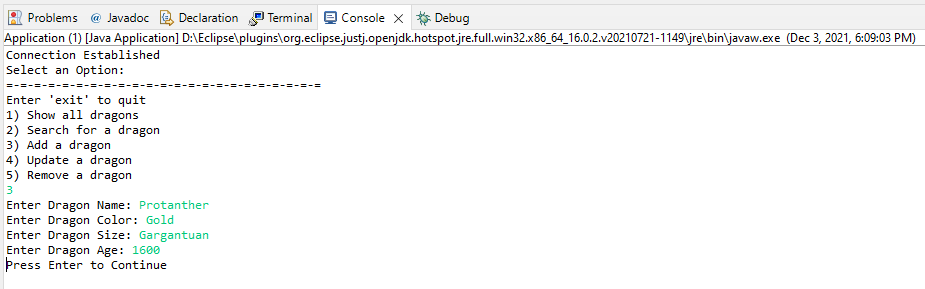 Problems @ Javadoc Declaration Terminal Console Debug
Application (1) [Java Application] D:\Eclipse\plugins\org.eclipse.justj.openjdk.hotspot.jre.full.win32.x86_64_16.0.2.v20210721-1149\jre\bin\javaw.exe (Dec 3, 2021, 6:09:03 PM)
Connection Established
Select an Option:
=-=-=-=-=-=-=-=-=-=-=-=-=-=-=-=-=-=-=-=-=-=-=
Enter 'exit' to quit
1) Show all dragons
2) Search for a dragon
3) Add a dragon
4) Update a dragon
5) Remove a dragon
3
Enter Dragon Name: Protanther
Enter Dragon Color: Gold
Enter Dragon Size: Gargantuan
Enter Dragon Age: 1600
Press Enter to Continue